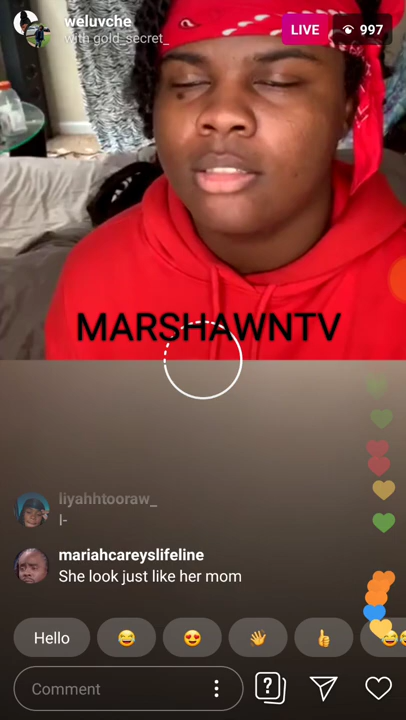 weluvche
with gold_secret_
LIVE
997
MARSHAWNTV
liyahhtooraw_
I-
mariahcareyslifeline
She look just like her mom
Hello
Comment